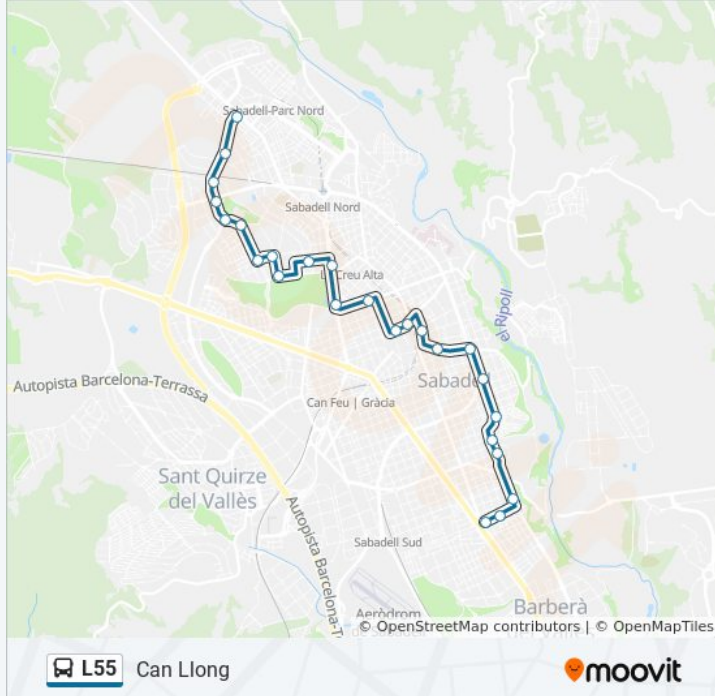 Sabadell-Parc Nord
Sabadell Nord
La Creu Alta
el Ripoll
Autopista Barcelona-Terrassa
Sabadell
Can Feu | Gràcia
Sant Quirze
del Vallès
Autopista Barcelona-T
Sabadell Sud
Aeròdrom
Barberà
© OpenStreetMap contributors | © OpenMapTiles
L55 Can Llong
moovit